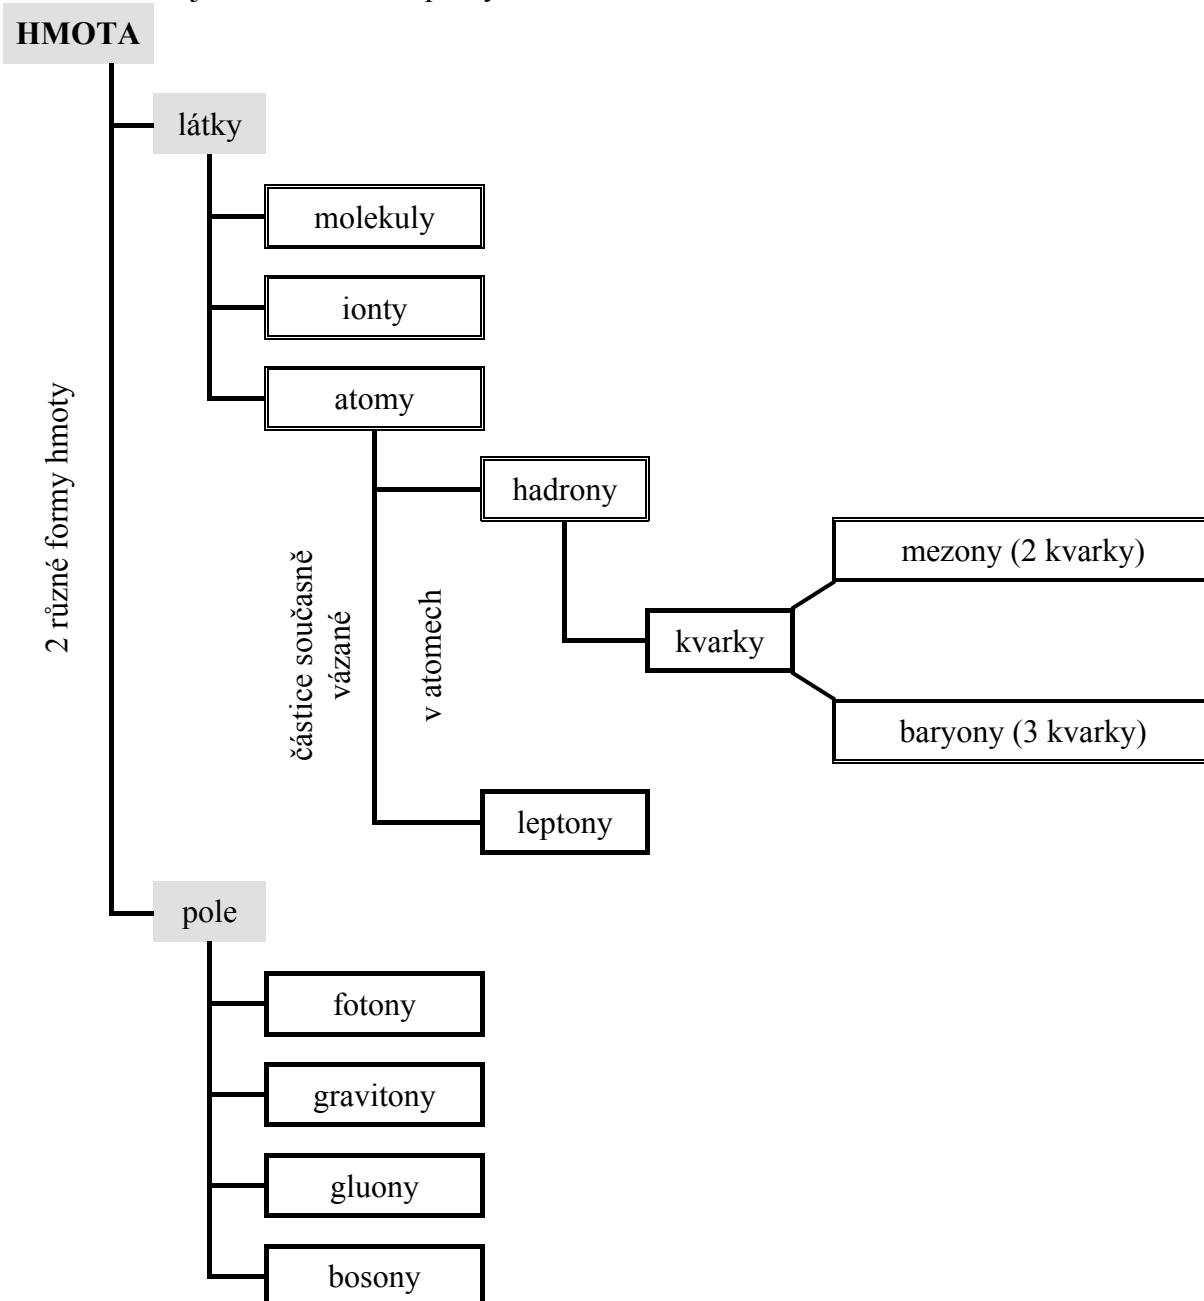 HMOTA
látky
molekuly
ionty
atomy
2 různé formy hmoty
hadrony
částice současně
vázané
v atomech
mezony (2 kvarky)
kvarky
baryony (3 kvarky)
leptony
pole
fotony
gravitony
gluony
bosony